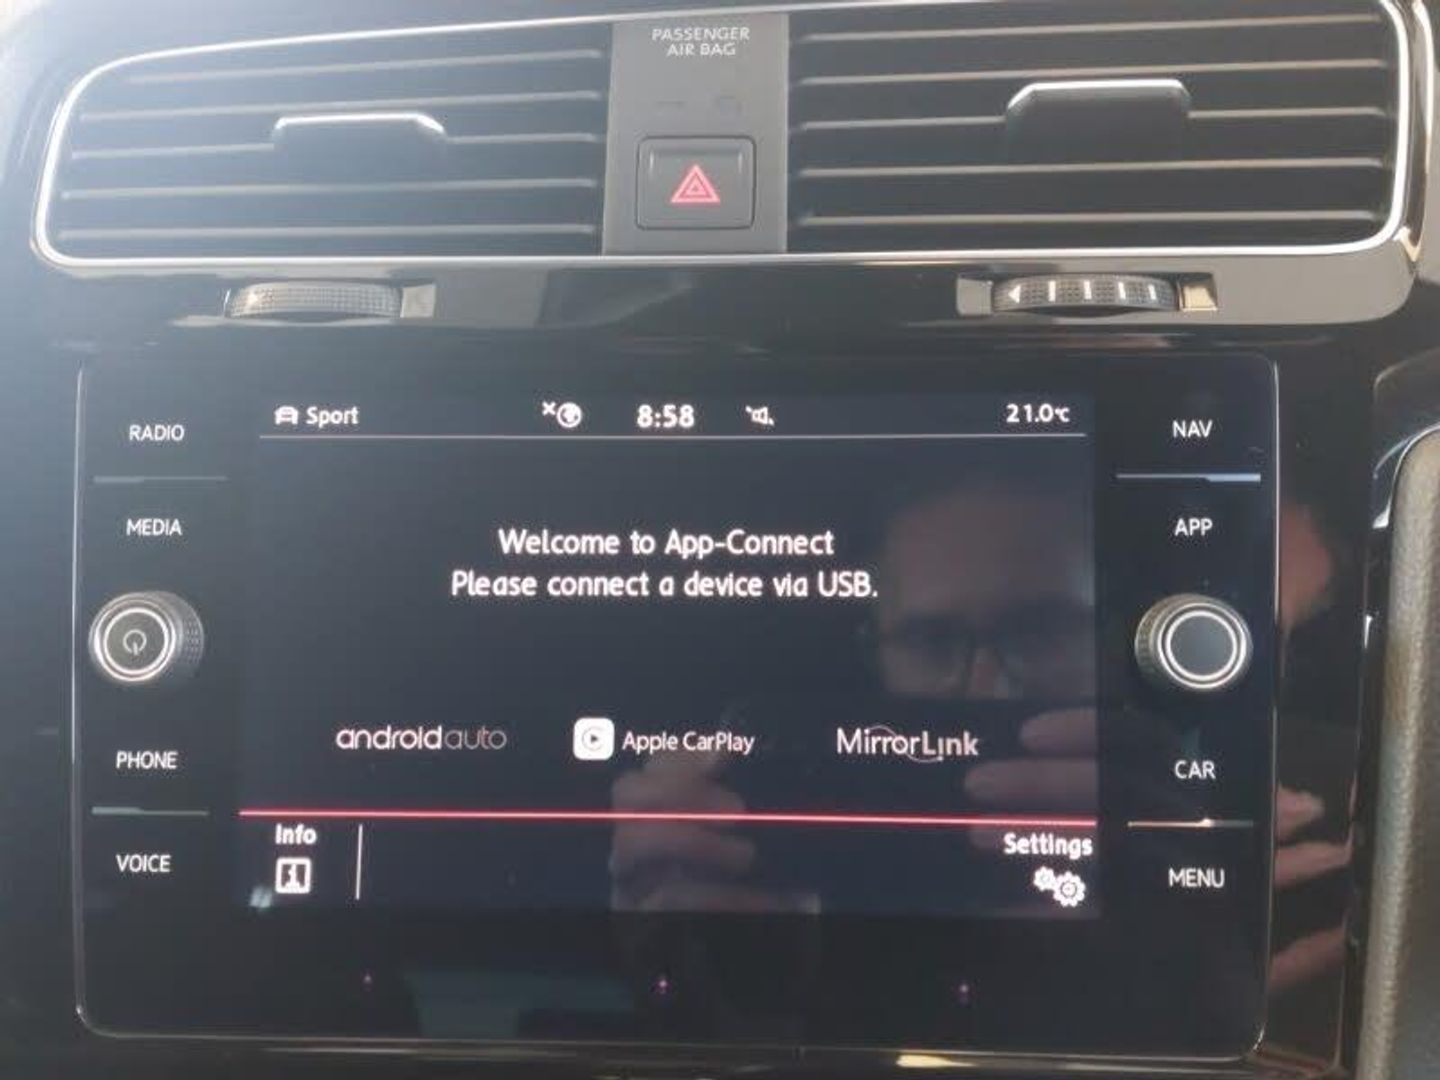 PASSENGER
AIR BAG
RADIO
Sport
8:58
21.0°C
NAV
MEDIA
APP
Welcome to App-Connect
Please connect a device via USB.
androidauto
Apple CarPlay
MirrorLink
PHONE
CAR
Info
Settings
VOICE
MENU